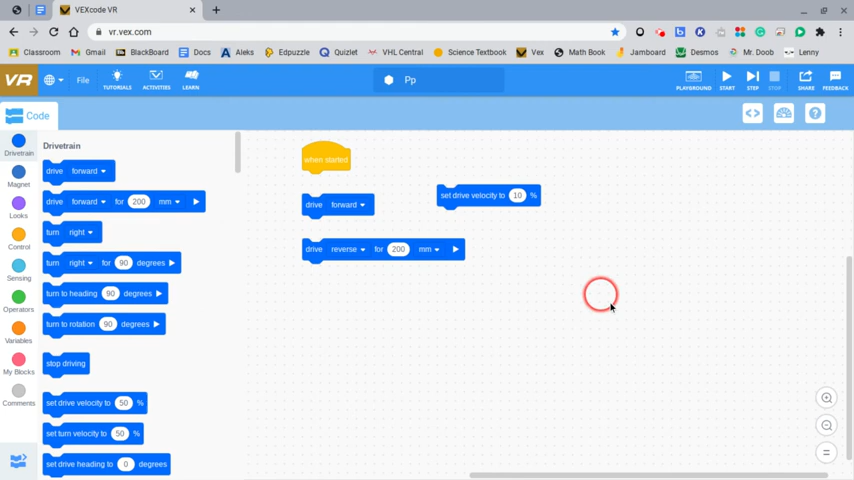 VEXcode VR
vr.vex.com
Classroom Gmail BlackBoard Docs Aleks Edpuzzle Quizlet VHL Central Science Textbook Vex Math Book Jamboard Desmos Mr. Doob Lenny
VR File TUTORIALS ACTIVITIES LEARN Pp PLAYGROUND START STEP STOP SHARE FEEDBACK
Code
Drivetrain
Magnet
Looks
Control
Sensing
Operators
Variables
My Blocks
Comments
Drivetrain
drive forward
drive forward for 200 mm
turn right
turn right for 90 degrees
turn to heading 90 degrees
turn to rotation 90 degrees
stop driving
set drive velocity to 50 %
set turn velocity to 50 %
set drive heading to 0 degrees
when started
drive forward
set drive velocity to 10 %
drive reverse for 200 mm